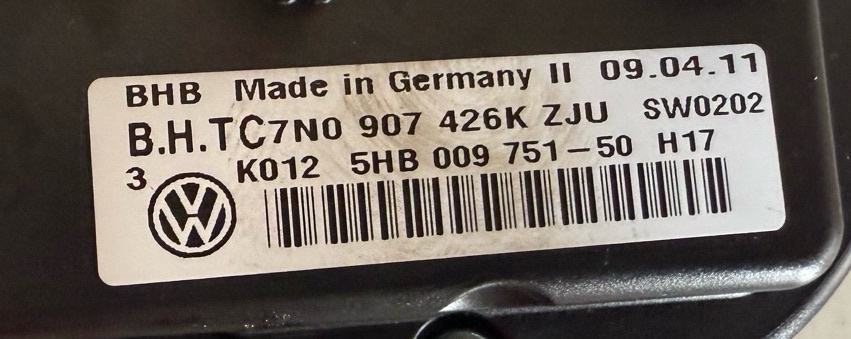 BHB Made in Germany II 09.04.11
B.H.TC7N0 907 426K ZJU SW0202
3 K012 5HB 009 751-50 H17